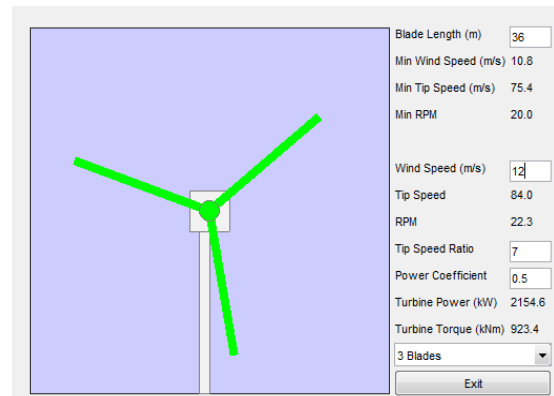 Blade Length (m) 36
Min Wind Speed (m/s) 10.8
Min Tip Speed (m/s) 75.4
Min RPM 20.0
Wind Speed (m/s) 12
Tip Speed 84.0
RPM 22.3
Tip Speed Ratio 7
Power Coefficient 0.5
Turbine Power (kW) 2154.6
Turbine Torque (kNm) 923.4
3 Blades
Exit